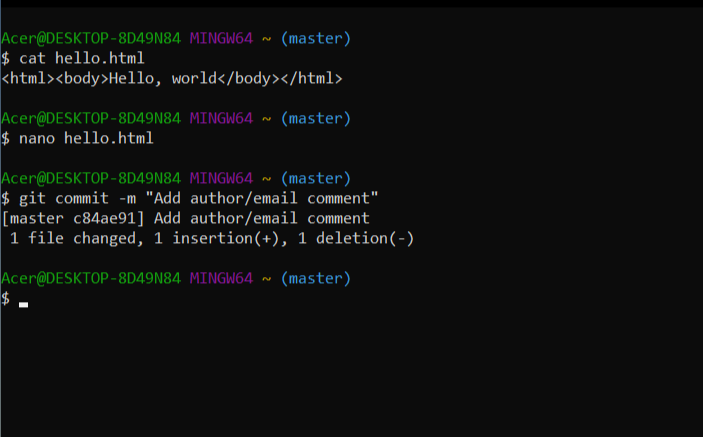 Acer@DESKTOP-8D49N84 MINGW64 ~ (master)
$ cat hello.html
<html><body>Hello, world</body></html>
Acer@DESKTOP-8D49N84 MINGW64 ~ (master)
$ nano hello.html
Acer@DESKTOP-8D49N84 MINGW64 ~ (master)
$ git commit -m "Add author/email comment"
[master c84ae91] Add author/email comment
 1 file changed, 1 insertion(+), 1 deletion(-)
Acer@DESKTOP-8D49N84 MINGW64 ~ (master)
$